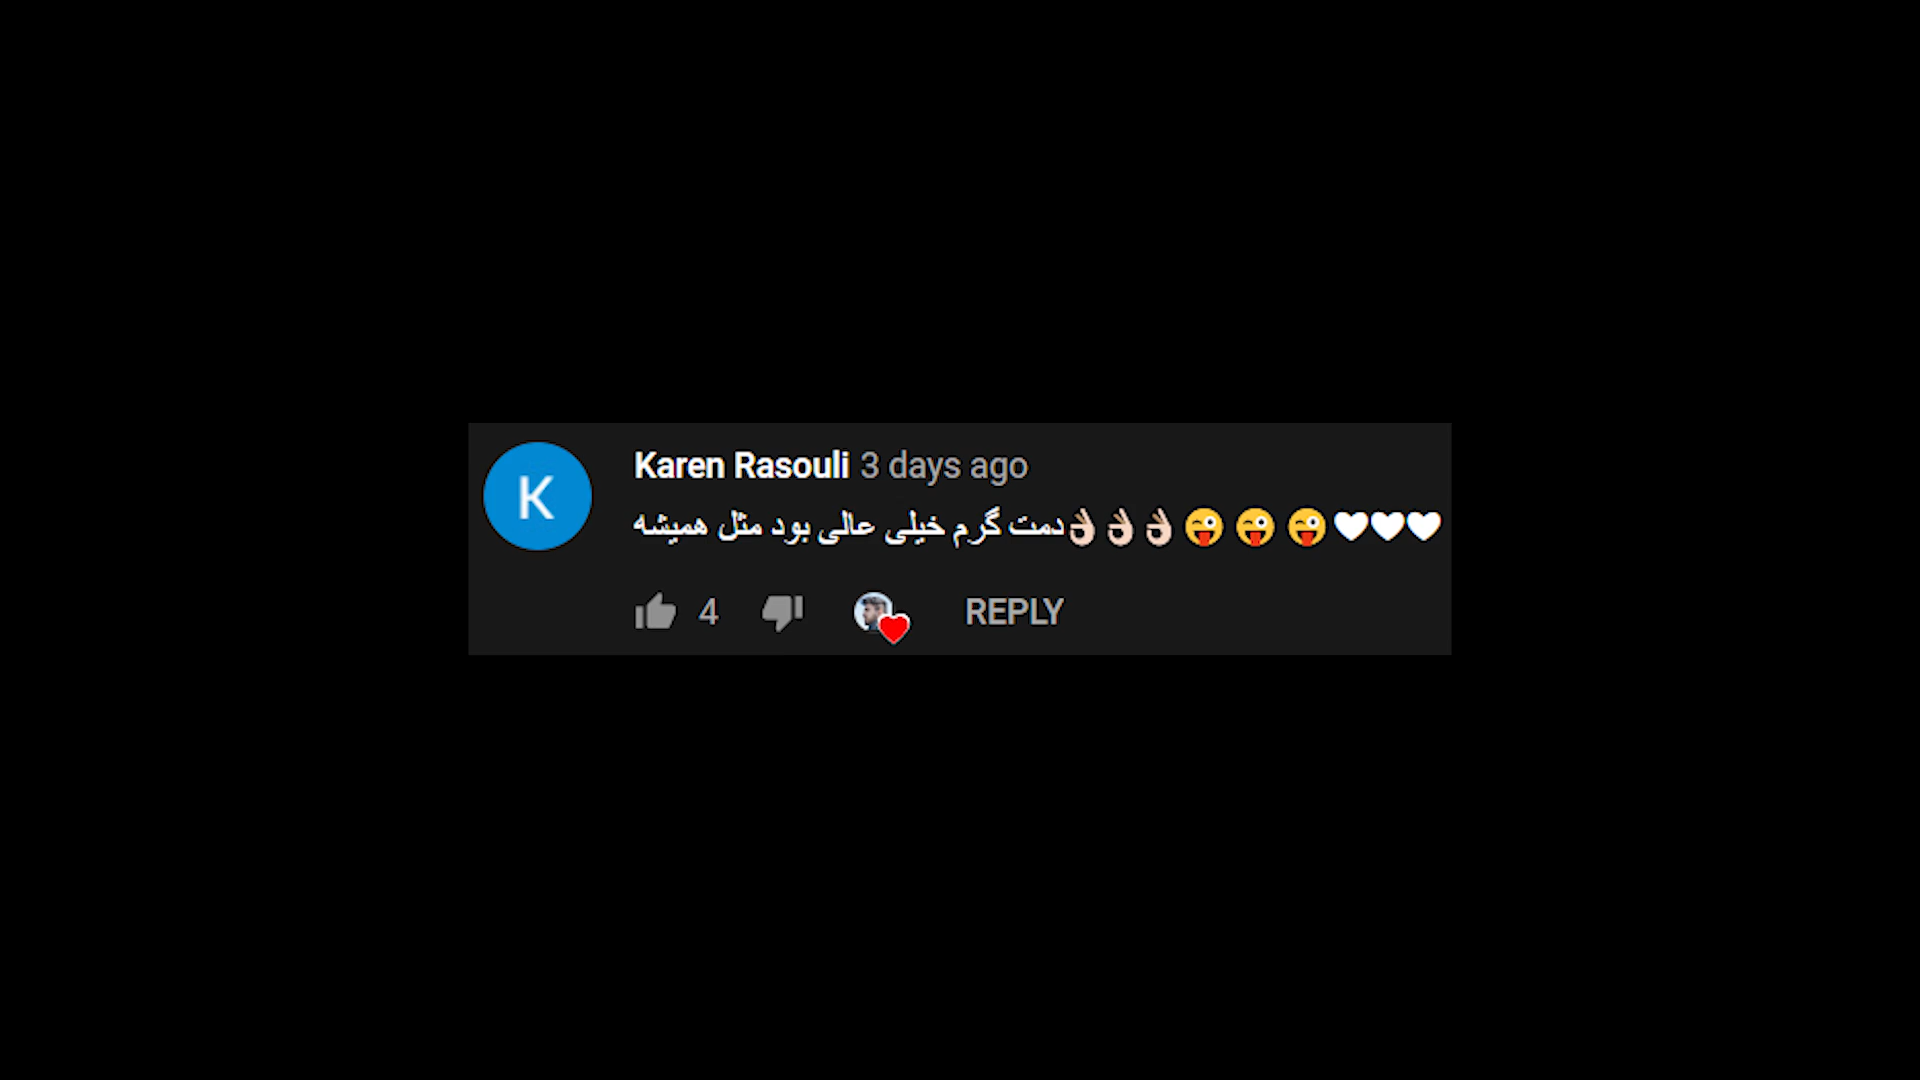 K
Karen Rasouli 3 days ago
دمت گرم خیلی عالی بود مثل همیشه👌🏻👌🏻👌🏻😜😜😜🤍🤍🤍
4 REPLY